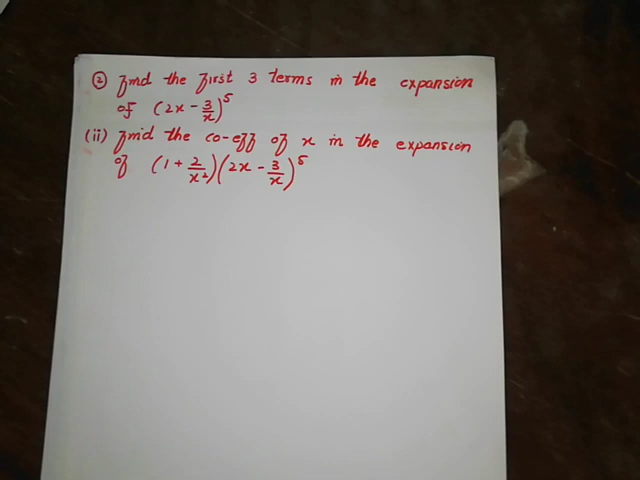 ② Find the first 3 terms in the expansion
of (2x - 3/x)^5
(ii) Find the co-eff of x in the expansion
of (1 + 2/x²)(2x - 3/x)^5